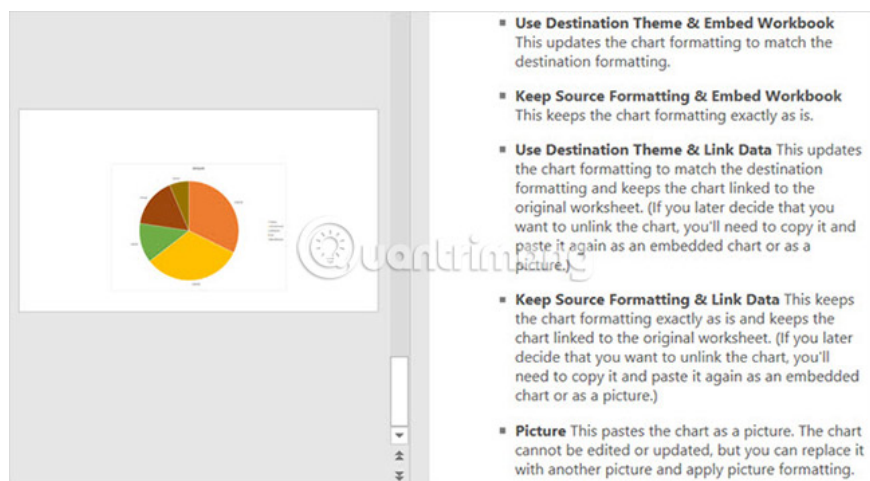 Use Destination Theme & Embed Workbook
This updates the chart formatting to match the
destination formatting.
Keep Source Formatting & Embed Workbook
This keeps the chart formatting exactly as is.
Use Destination Theme & Link Data This updates
the chart formatting to match the destination
formatting and keeps the chart linked to the
original worksheet. (If you later decide that you
want to unlink the chart, you'll need to copy it and
paste it again as an embedded chart or as a
picture.)
Keep Source Formatting & Link Data This keeps
the chart formatting exactly as is and keeps the
chart linked to the original worksheet. (If you later
decide that you want to unlink the chart, you'll
need to copy it and paste it again as an embedded
chart or as a picture.)
Picture This pastes the chart as a picture. The chart
cannot be edited or updated, but you can replace it
with another picture and apply picture formatting.
Quantrimang